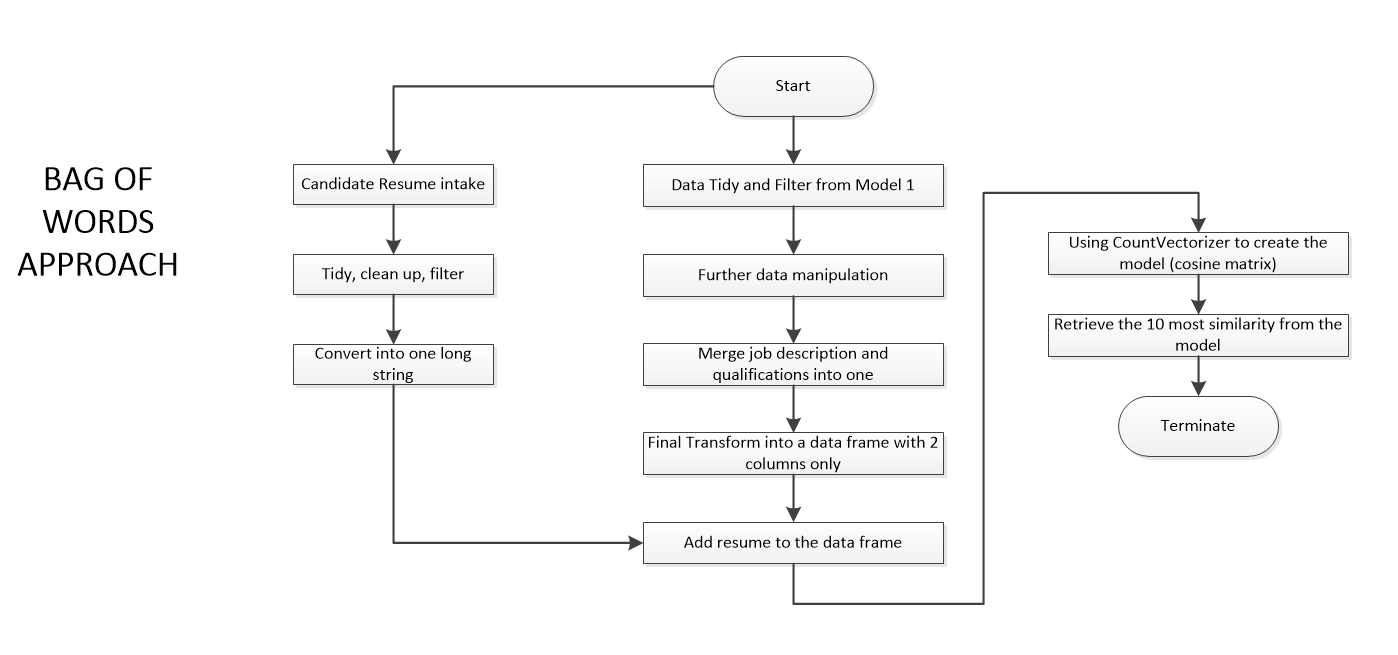 BAG OF
WORDS
APPROACH
Start
Candidate Resume intake
Tidy, clean up, filter
Convert into one long
string
Data Tidy and Filter from Model 1
Further data manipulation
Merge job description and
qualifications into one
Final Transform into a data frame with 2
columns only
Add resume to the data frame
Using CountVectorizer to create the
model (cosine matrix)
Retrieve the 10 most similarity from the
model
Terminate